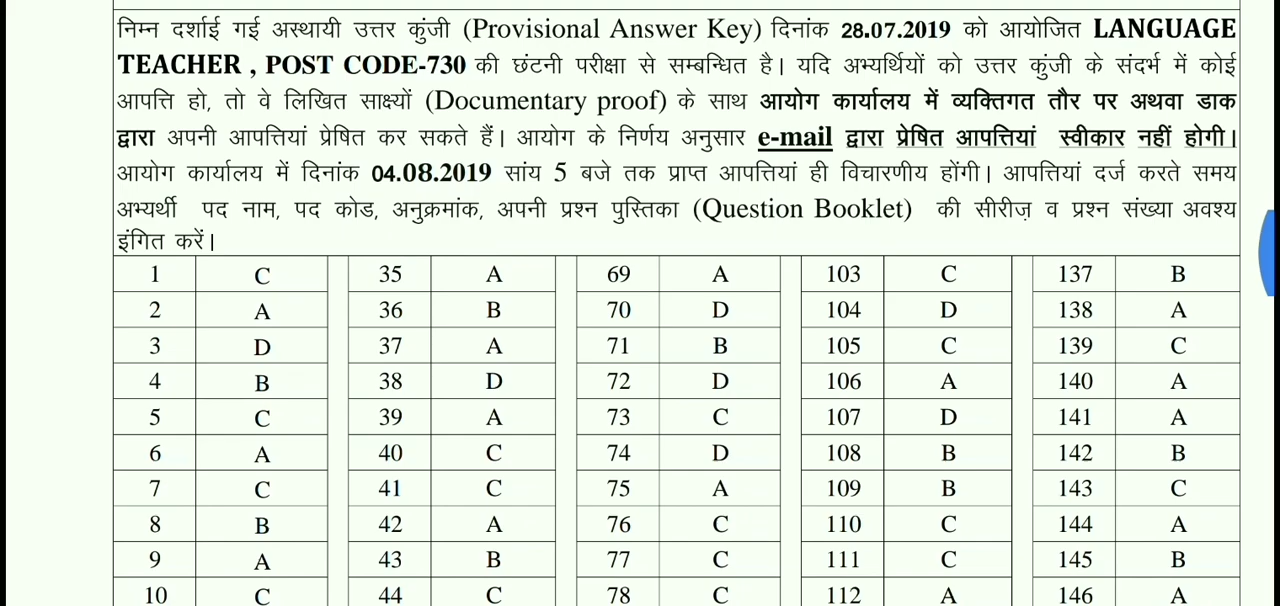 निम्न दर्शाई गई अस्थायी उत्तर कुंजी (Provisional Answer Key) दिनांक 28.07.2019 को आयोजित LANGUAGE
TEACHER , POST CODE-730 की छंटनी परीक्षा से सम्बन्धित है। यदि अभ्यर्थियों को उत्तर कुंजी के संदर्भ में कोई
आपत्ति हो, तो वे लिखित साक्ष्यों (Documentary proof) के साथ आयोग कार्यालय में व्यक्तिगत तौर पर अथवा डाक
द्वारा अपनी आपत्तियां प्रेषित कर सकते हैं। आयोग के निर्णय अनुसार e-mail द्वारा प्रेषित आपत्तियां स्वीकार नहीं होगी।
आयोग कार्यालय में दिनांक 04.08.2019 सांय 5 बजे तक प्राप्त आपत्तियां ही विचारणीय होंगी। आपत्तियां दर्ज करते समय
अभ्यर्थी पद नाम, पद कोड, अनुक्रमांक, अपनी प्रश्न पुस्तिका (Question Booklet) की सीरीज़ व प्रश्न संख्या अवश्य
इंगित करें।
1 C 35 A 69 A 103 C 137 B
2 A 36 B 70 D 104 D 138 A
3 D 37 A 71 B 105 C 139 C
4 B 38 D 72 D 106 A 140 A
5 C 39 A 73 C 107 D 141 A
6 A 40 C 74 D 108 B 142 B
7 C 41 C 75 A 109 B 143 C
8 B 42 A 76 C 110 C 144 A
9 A 43 B 77 C 111 C 145 B
10 C 44 C 78 C 112 A 146 A